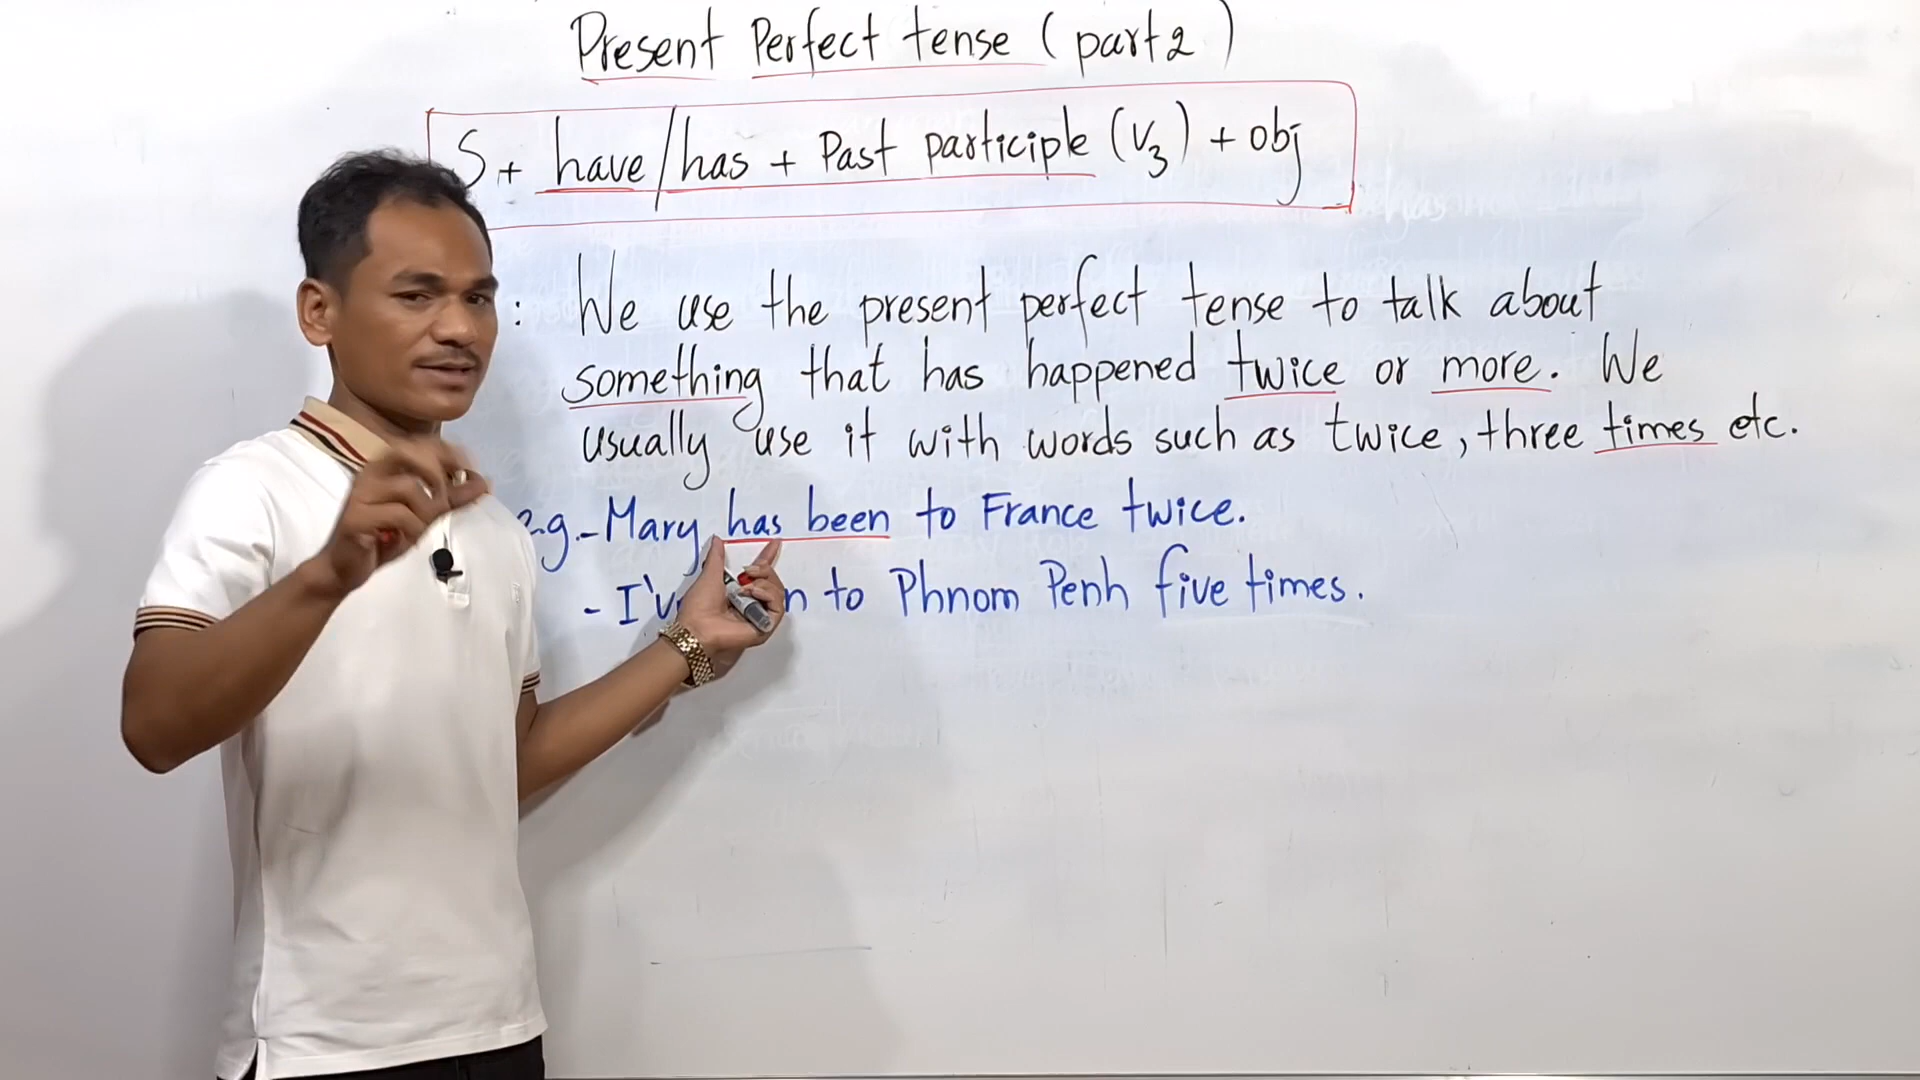 Present Perfect tense (part 2)
S + have/has + Past participle (V3) + obj
: We use the present perfect tense to talk about
something that has happened twice or more. We
usually use it with words such as twice, three times etc.
e.g.- Mary has been to France twice.
- to Phnom Penh five times.